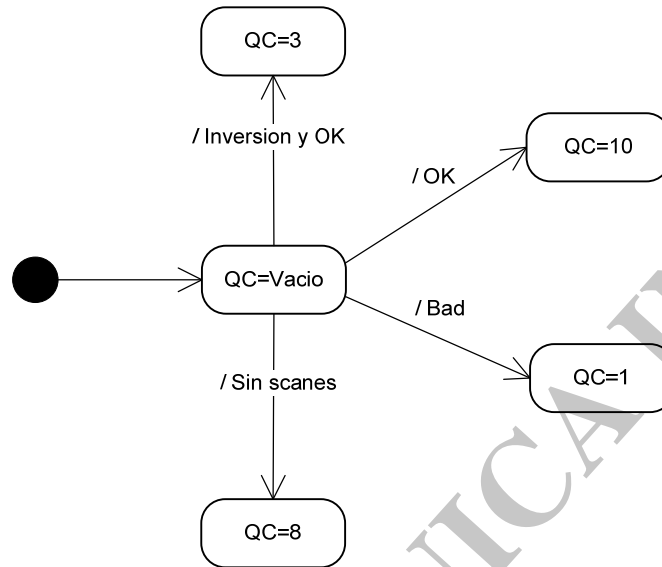 QC=3
/ Inversion y OK
QC=10
/ OK
QC=Vacio
/ Bad
QC=1
/ Sin scanes
QC=8